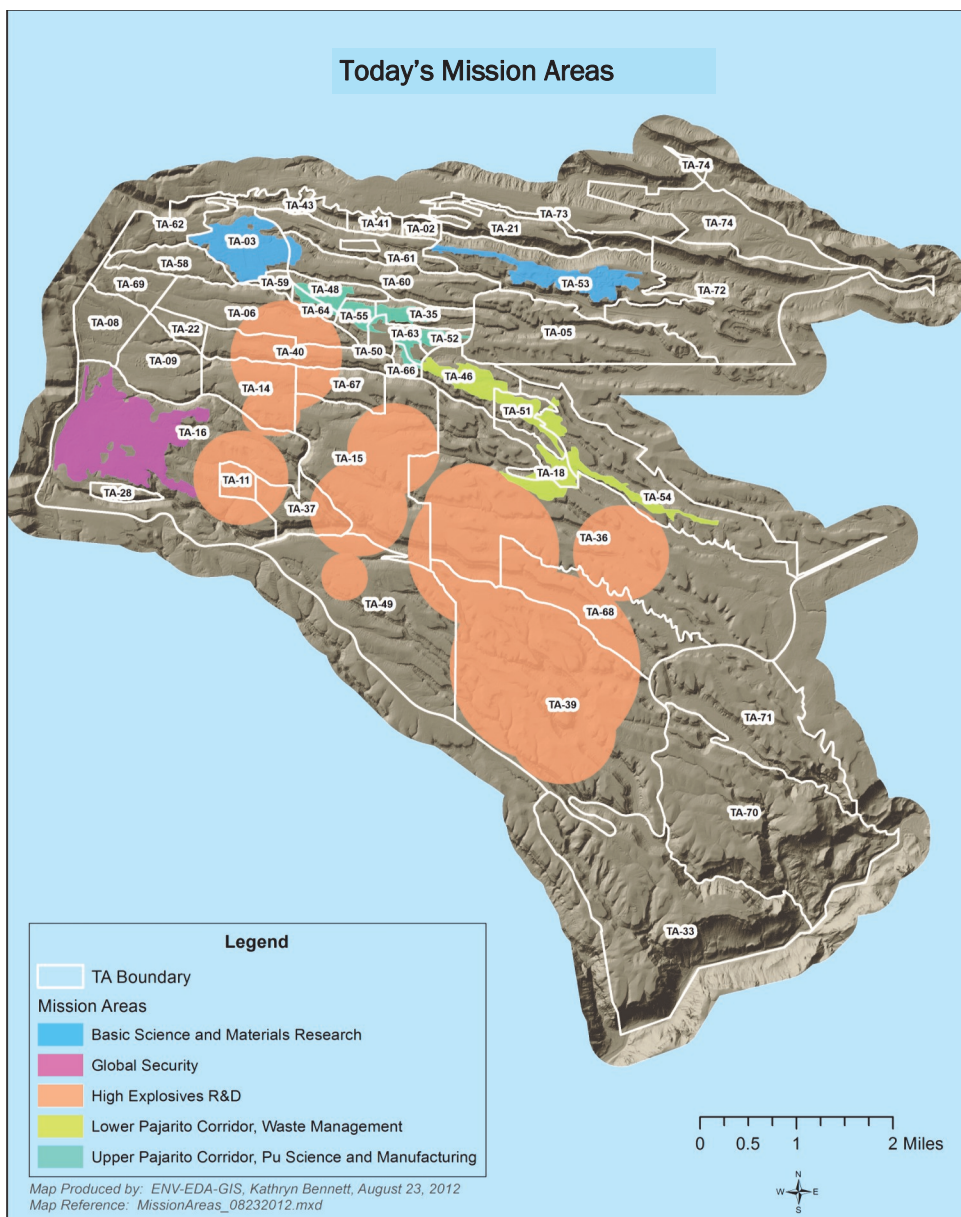 Today's Mission Areas
TA-74
TA-43
TA-73
TA-62
TA-41
TA-02
TA-21
TA-74
TA-03
TA-61
TA-58
TA-59
TA-48
TA-60
TA-53
TA-72
TA-69
TA-06
TA-64
TA-55
TA-35
TA-08
TA-22
TA-63
TA-52
TA-05
TA-40
TA-50
TA-09
TA-66
TA-46
TA-14
TA-67
TA-51
TA-16
TA-15
TA-18
TA-11
TA-28
TA-54
TA-37
TA-36
TA-49
TA-68
TA-39
TA-71
TA-70
TA-33
Legend
TA Boundary
Mission Areas
Basic Science and Materials Research
Global Security
High Explosives R&D
Lower Pajarito Corridor, Waste Management
Upper Pajarito Corridor, Pu Science and Manufacturing
0 0.5 1 2 Miles
N
W E
S
Map Produced by: ENV-EDA-GIS, Kathryn Bennett, August 23, 2012
Map Reference: MissionAreas_08232012.mxd